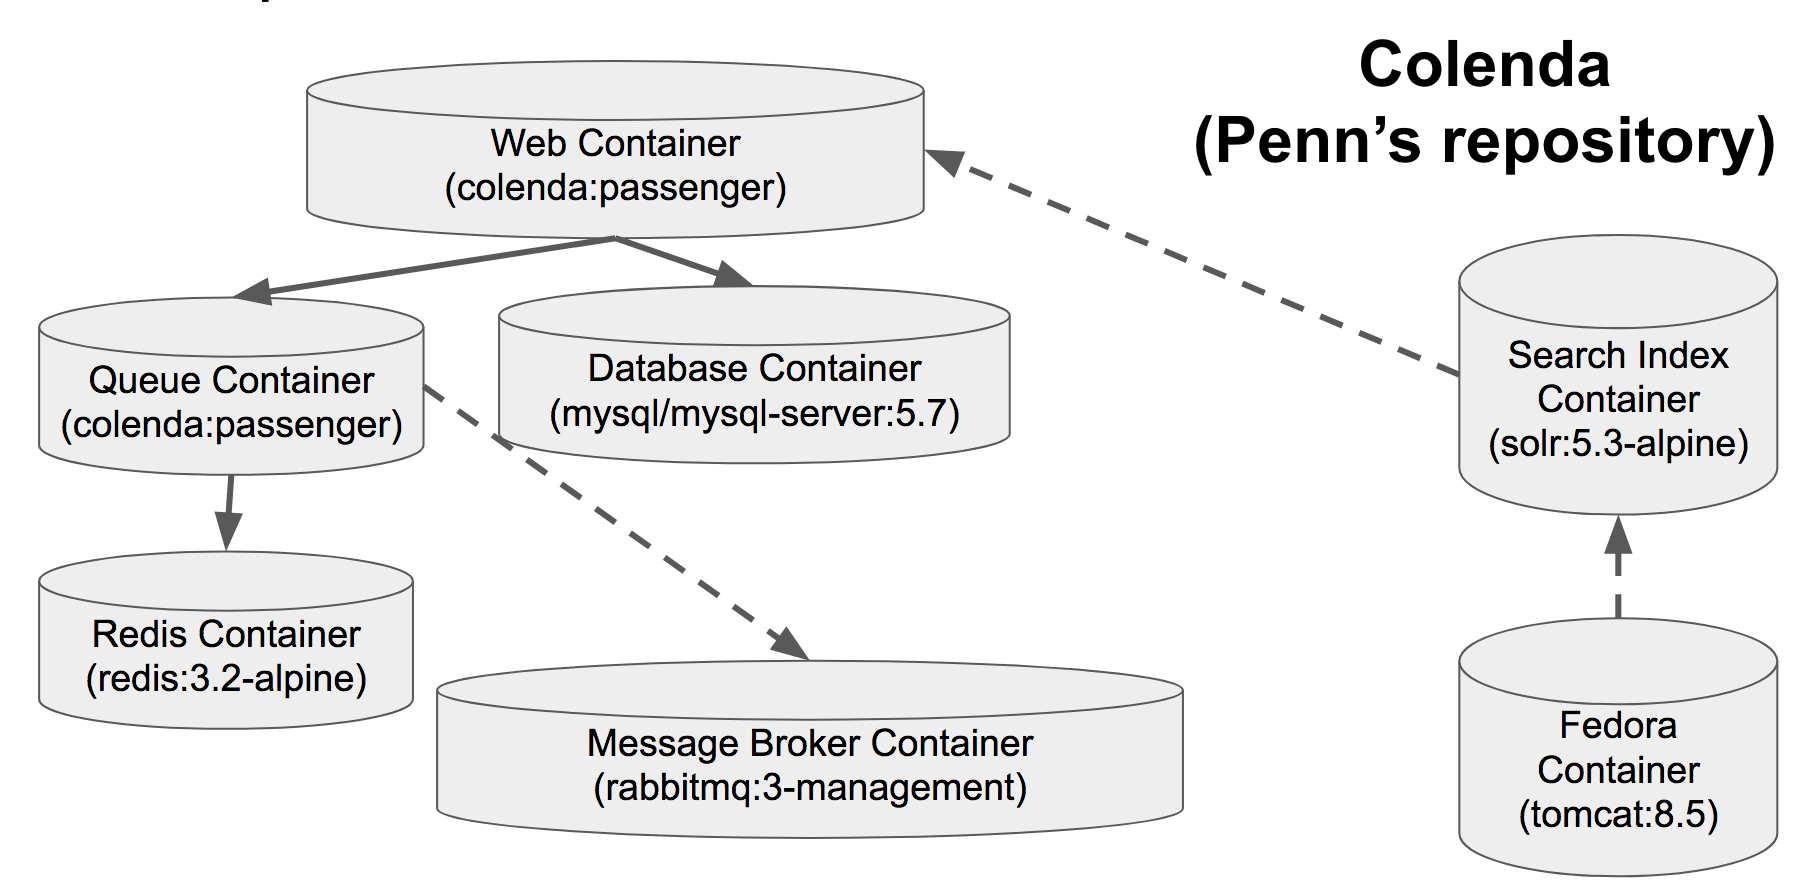 Colenda
(Penn’s repository)
Web Container
(colenda:passenger)
Queue Container
(colenda:passenger)
Database Container
(mysql/mysql-server:5.7)
Search Index
Container
(solr:5.3-alpine)
Redis Container
(redis:3.2-alpine)
Message Broker Container
(rabbitmq:3-management)
Fedora
Container
(tomcat:8.5)